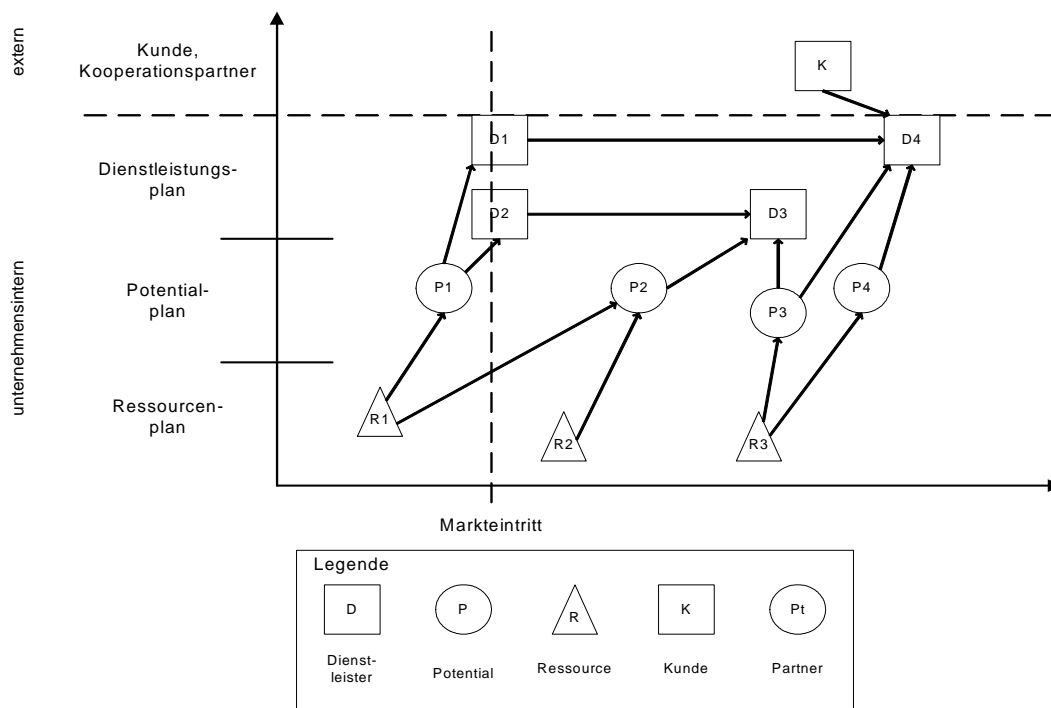 extern
Kunde,
Kooperationspartner
K
D1
D4
Dienstleistungs-
plan
D2
D3
unternehmensintern
Potential-
plan
P1
P2
P3
P4
Ressourcen-
plan
R1
R2
R3
Markteintritt
Legende
D
P
R
K
Pt
Dienst-
leister
Potential
Ressource
Kunde
Partner